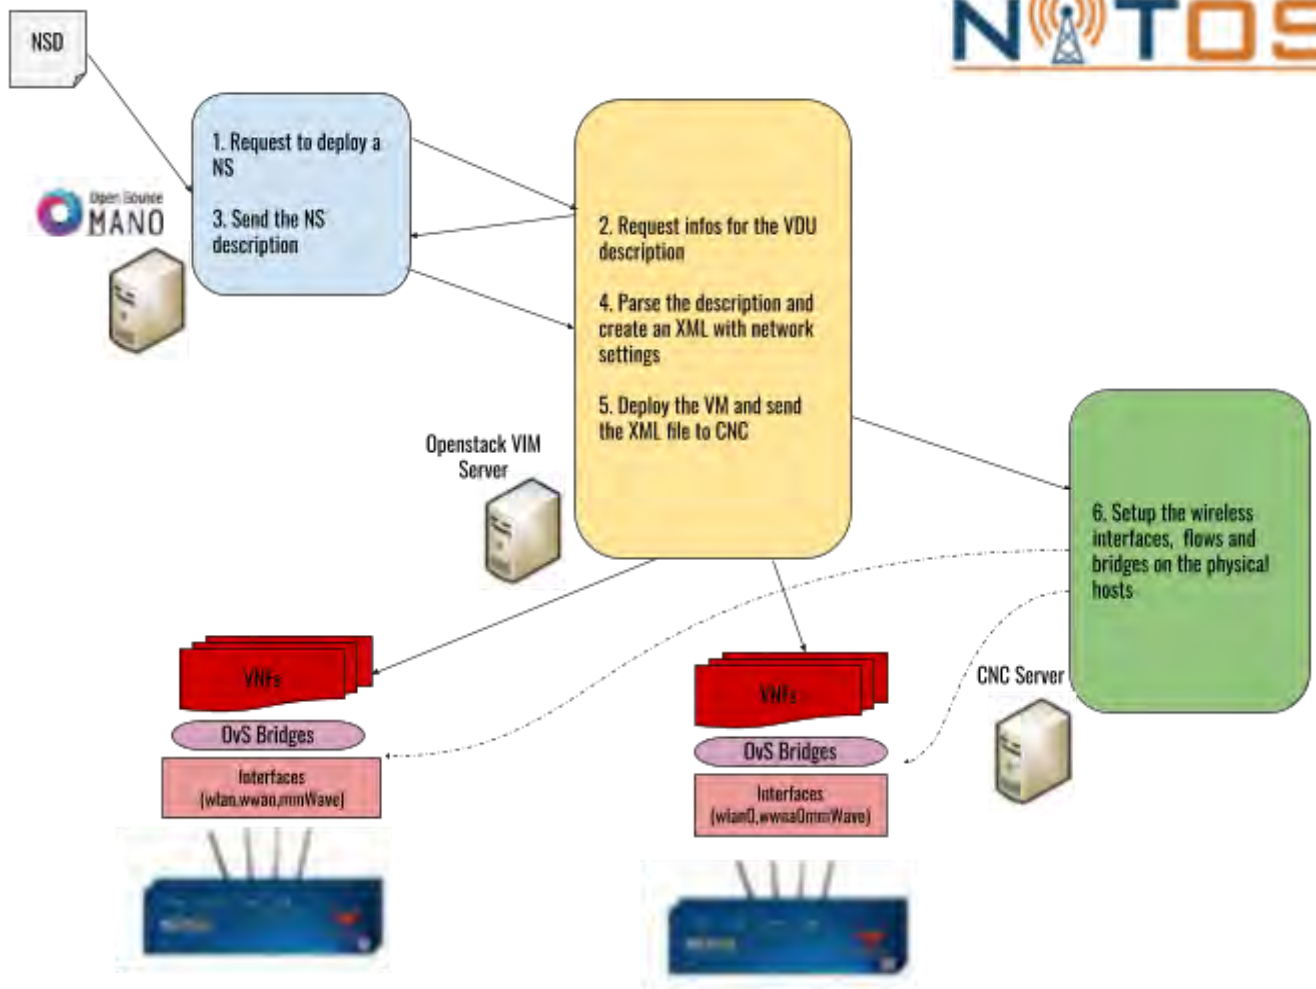 NITOS
NSD
1. Request to deploy a
NS
3. Send the NS
description
Open Source
MANO
2. Request infos for the VDU
description
4. Parse the description and
create an XML with network
settings
5. Deploy the VM and send
the XML file to CNC
Openstack VIM
Server
6. Setup the wireless
interfaces, flows and
bridges on the physical
hosts
CNC Server
VNFs
OvS Bridges
Interfaces
(wlan,wwan,mmWave)
VNFs
OvS Bridges
Interfaces
(wlan0,wwna0mmWave)